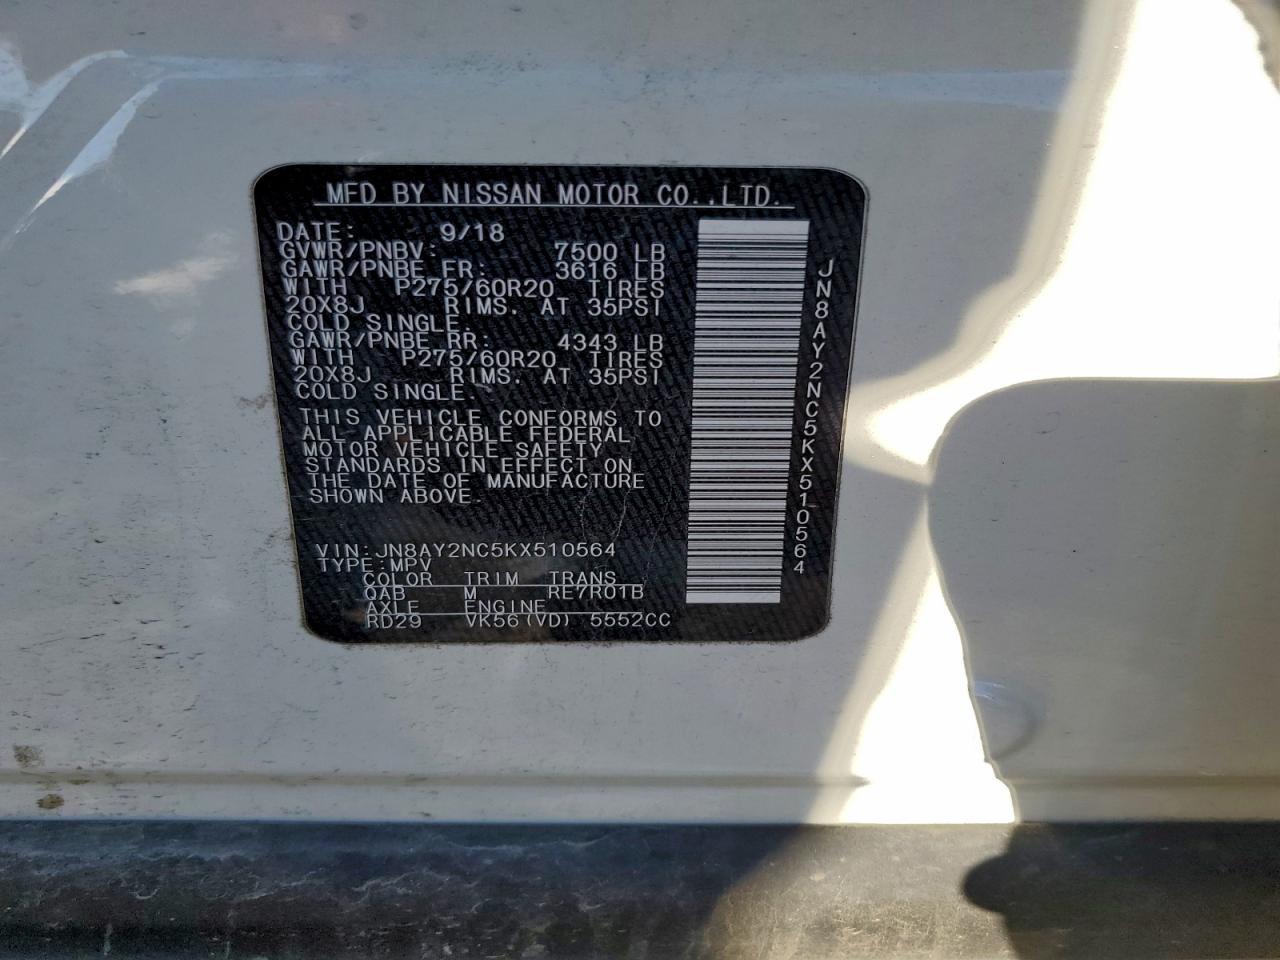 MFD BY NISSAN MOTOR CO.,LTD.
DATE: 9/18
GVWR/PNBV: 7500 LB
GAWR/PNBE FR: 3616 LB
WITH P275/60R20 TIRES
20X8J RIMS. AT 35PSI
COLD SINGLE.
GAWR/PNBE RR: 4343 LB
WITH P275/60R20 TIRES
20X8J RIMS. AT 35PSI
COLD SINGLE.
THIS VEHICLE CONFORMS TO
ALL APPLICABLE FEDERAL
MOTOR VEHICLE SAFETY
STANDARDS IN EFFECT ON
THE DATE OF MANUFACTURE
SHOWN ABOVE.
VIN:JN8AY2NC5KX510564
TYPE:MPV
COLOR TRIM TRANS
QAB M RE7R01B
AXLE ENGINE
RD29 VK56(VD) 5552CC
JN8AY2NC5KX510564